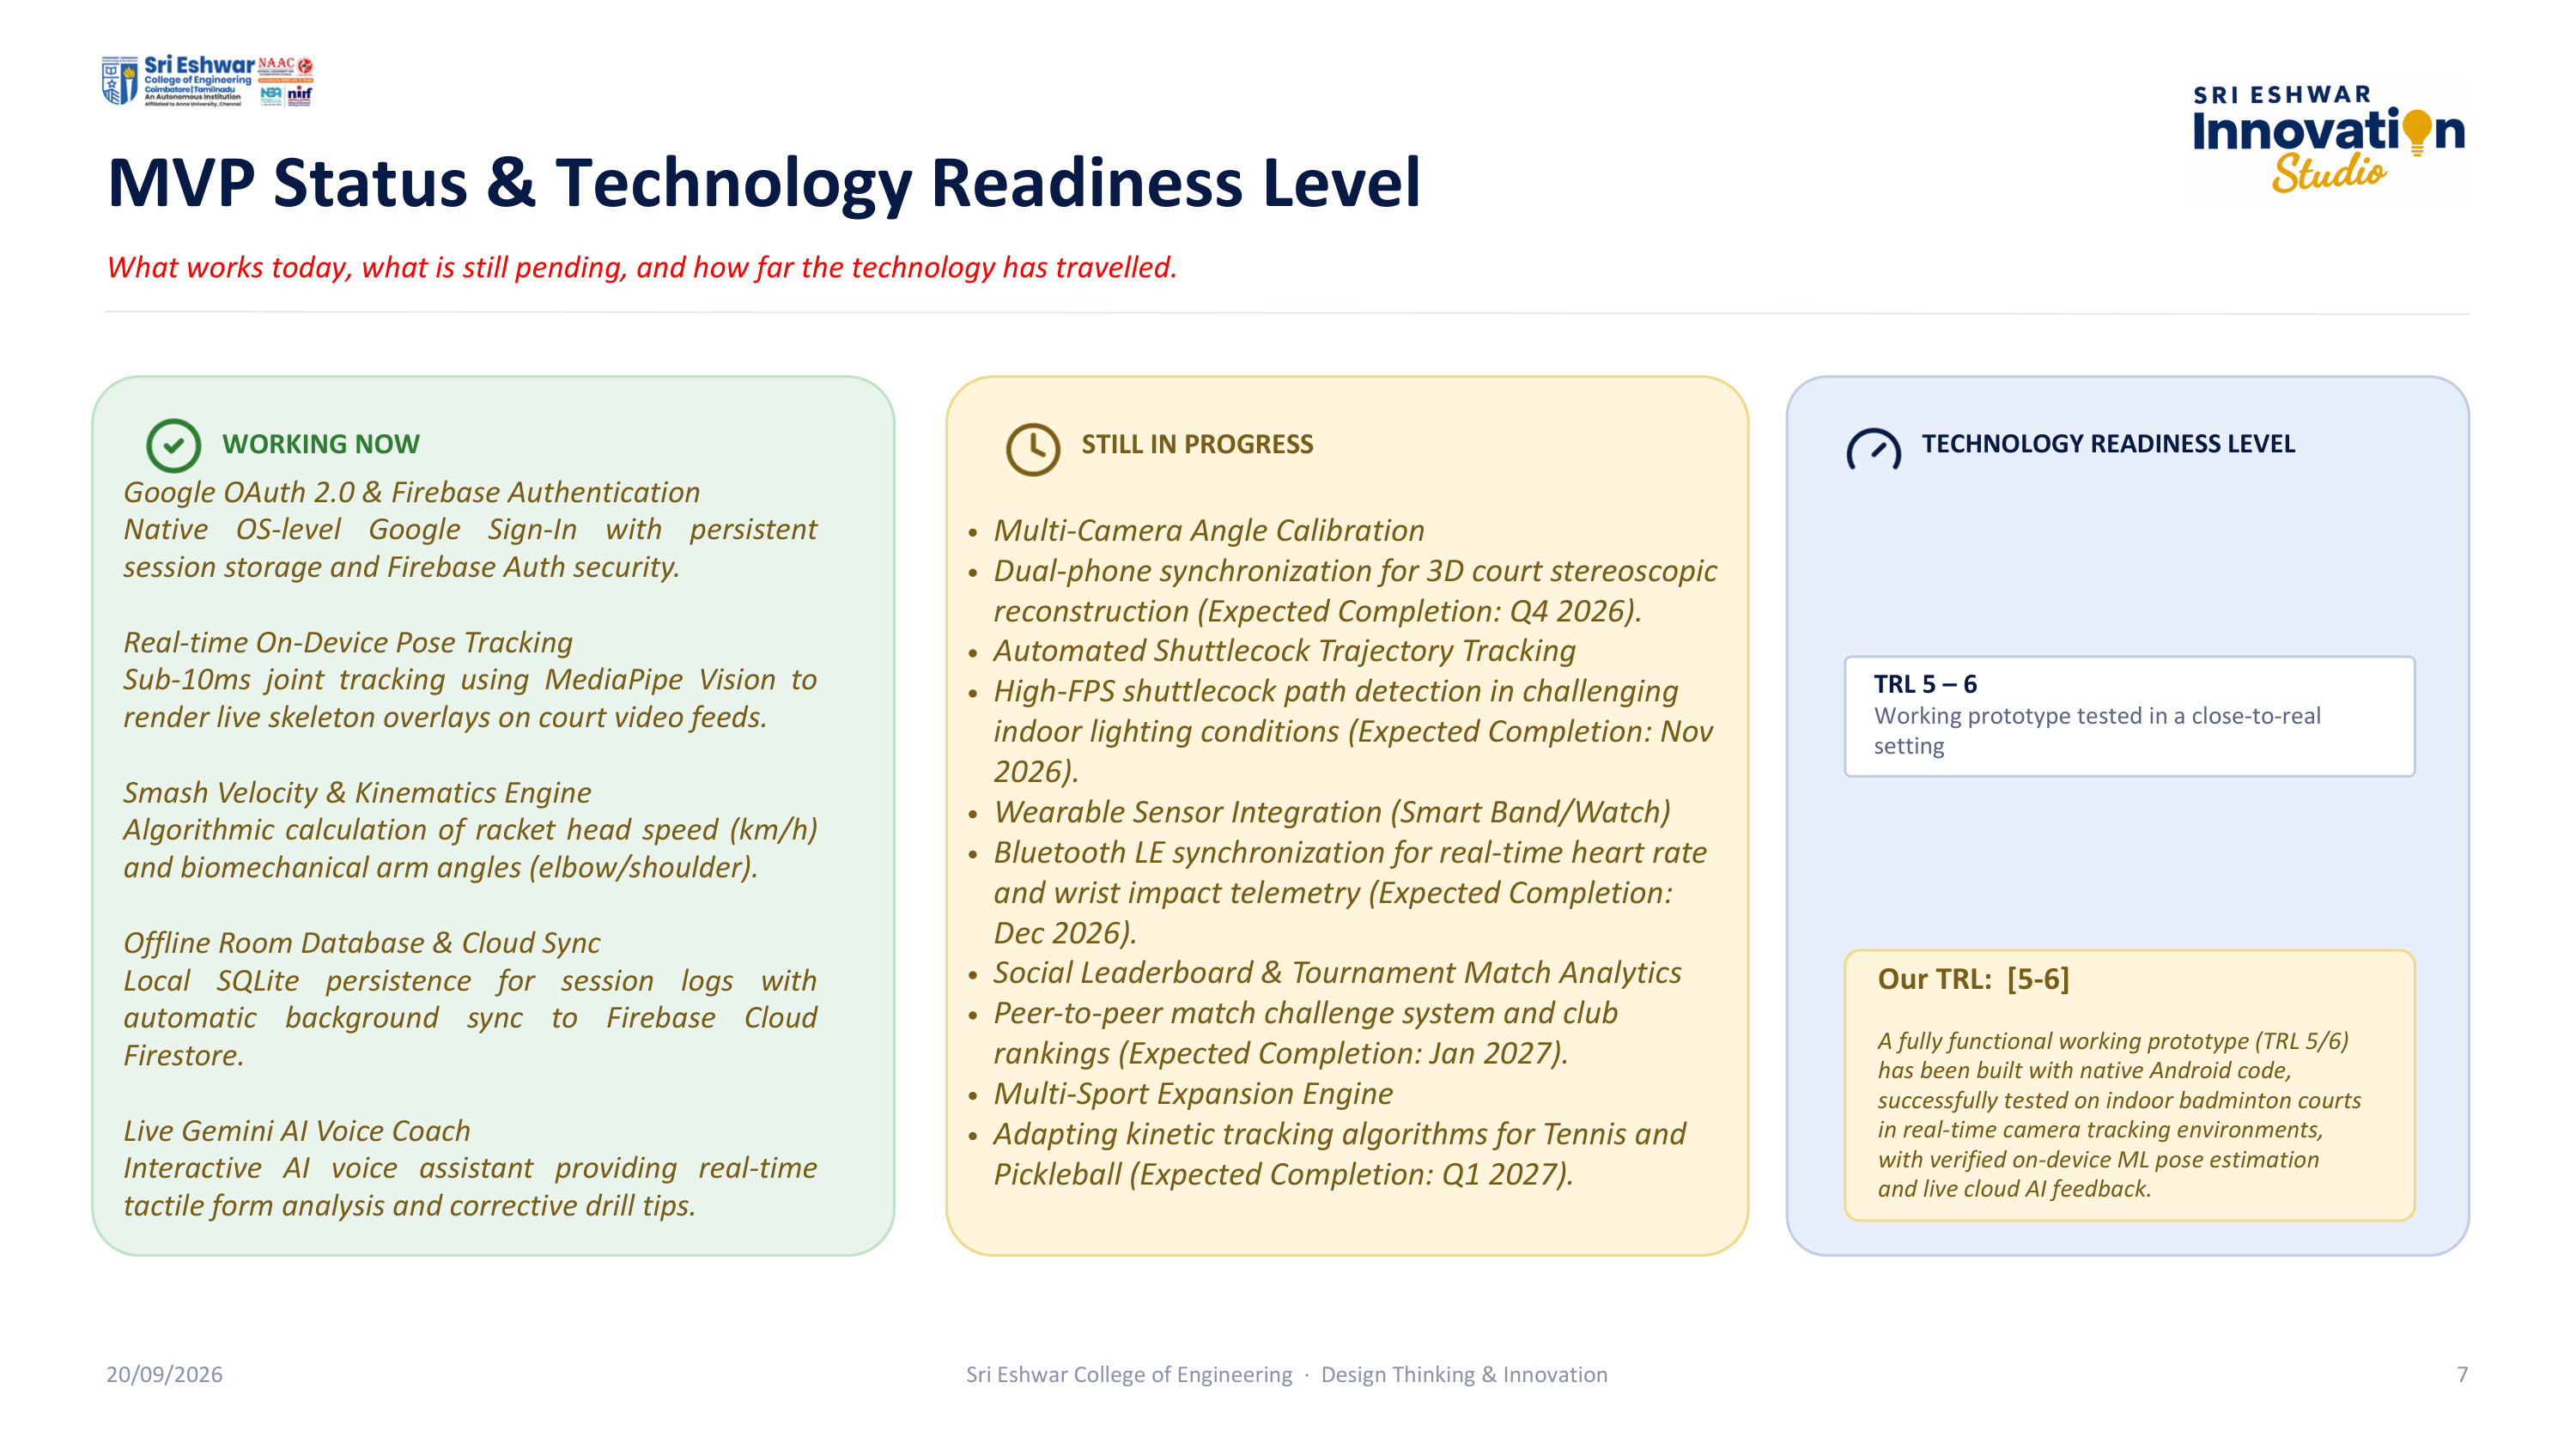 Sri Eshwar
College of Engineering
Coimbatore | Tamilnadu
An Autonomous Institution
Affiliated to Anna University, Chennai
NAAC
NBA
nirf
SRI ESHWAR
Innovation
Studio
MVP Status & Technology Readiness Level
What works today, what is still pending, and how far the technology has travelled.
WORKING NOW
Google OAuth 2.0 & Firebase Authentication
Native OS-level Google Sign-In with persistent
session storage and Firebase Auth security.
Real-time On-Device Pose Tracking
Sub-10ms joint tracking using MediaPipe Vision to
render live skeleton overlays on court video feeds.
Smash Velocity & Kinematics Engine
Algorithmic calculation of racket head speed (km/h)
and biomechanical arm angles (elbow/shoulder).
Offline Room Database & Cloud Sync
Local SQLite persistence for session logs with
automatic background sync to Firebase Cloud
Firestore.
Live Gemini AI Voice Coach
Interactive AI voice assistant providing real-time
tactile form analysis and corrective drill tips.
STILL IN PROGRESS
• Multi-Camera Angle Calibration
• Dual-phone synchronization for 3D court stereoscopic
reconstruction (Expected Completion: Q4 2026).
• Automated Shuttlecock Trajectory Tracking
• High-FPS shuttlecock path detection in challenging
indoor lighting conditions (Expected Completion: Nov
2026).
• Wearable Sensor Integration (Smart Band/Watch)
• Bluetooth LE synchronization for real-time heart rate
and wrist impact telemetry (Expected Completion:
Dec 2026).
• Social Leaderboard & Tournament Match Analytics
• Peer-to-peer match challenge system and club
rankings (Expected Completion: Jan 2027).
• Multi-Sport Expansion Engine
• Adapting kinetic tracking algorithms for Tennis and
Pickleball (Expected Completion: Q1 2027).
TECHNOLOGY READINESS LEVEL
TRL 5 – 6
Working prototype tested in a close-to-real
setting
Our TRL: [5-6]
A fully functional working prototype (TRL 5/6)
has been built with native Android code,
successfully tested on indoor badminton courts
in real-time camera tracking environments,
with verified on-device ML pose estimation
and live cloud AI feedback.
20/09/2026
Sri Eshwar College of Engineering · Design Thinking & Innovation
7